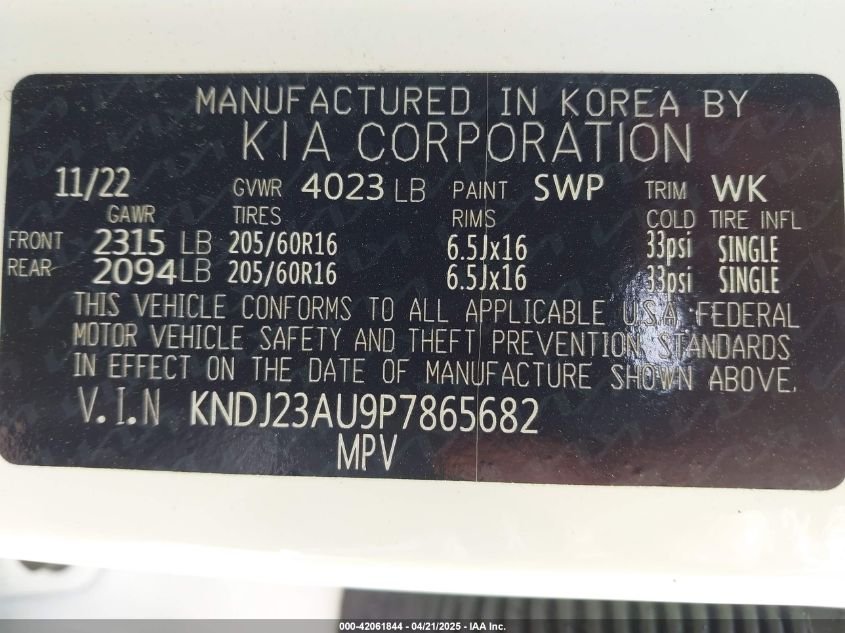 MANUFACTURED IN KOREA BY
KIA CORPORATION
11/22 GVWR 4023 LB PAINT SWP TRIM WK
GAWR TIRES RIMS COLD TIRE INFL
FRONT 2315 LB 205/60R16 6.5Jx16 33psi SINGLE
REAR 2094 LB 205/60R16 6.5Jx16 33psi SINGLE
THIS VEHICLE CONFORMS TO ALL APPLICABLE U.S.A. FEDERAL
MOTOR VEHICLE SAFETY AND THEFT PREVENTION STANDARDS
IN EFFECT ON THE DATE OF MANUFACTURE SHOWN ABOVE.
V.I.N KNDJ23AU9P7865682
MPV
000-42061844 - 04/21/2025 - IAA Inc.